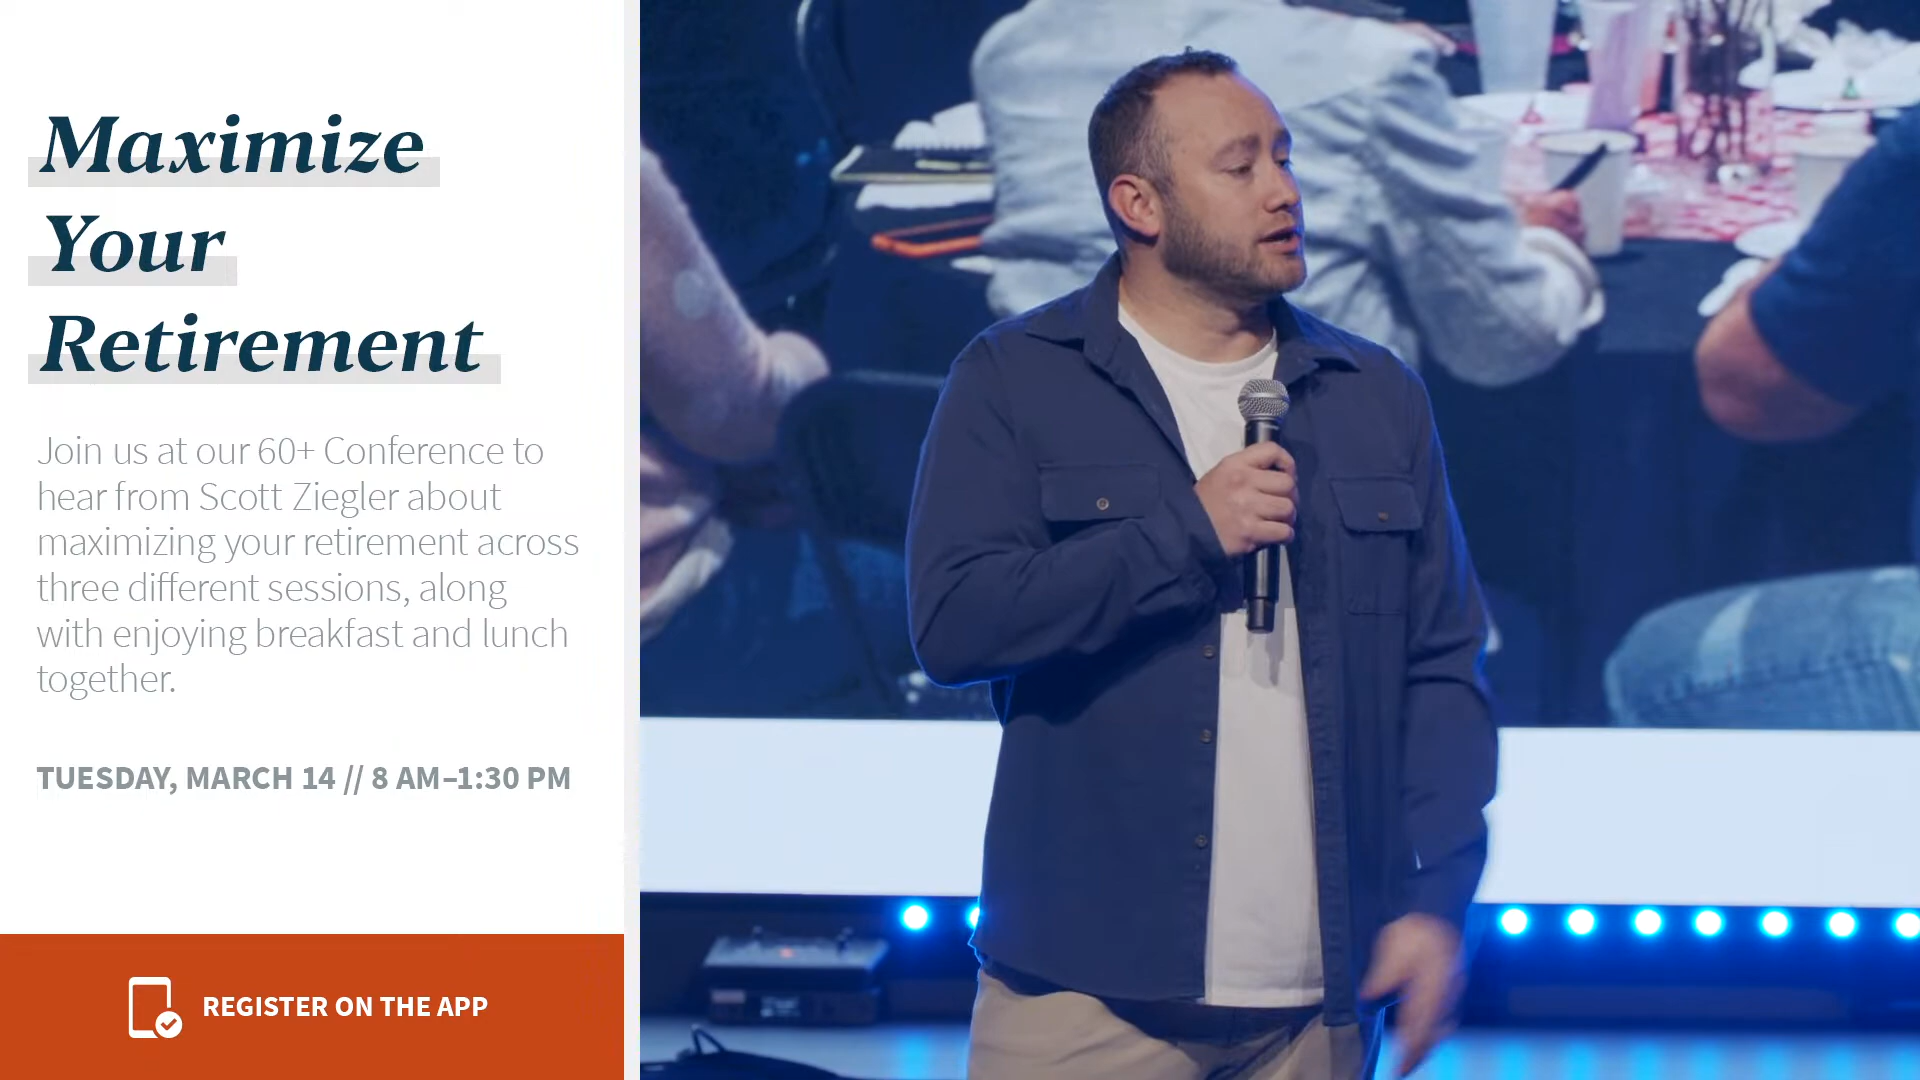 Maximize
Your
Retirement
Join us at our 60+ Conference to
hear from Scott Ziegler about
maximizing your retirement across
three different sessions, along
with enjoying breakfast and lunch
together.
TUESDAY, MARCH 14 // 8 AM–1:30 PM
REGISTER ON THE APP